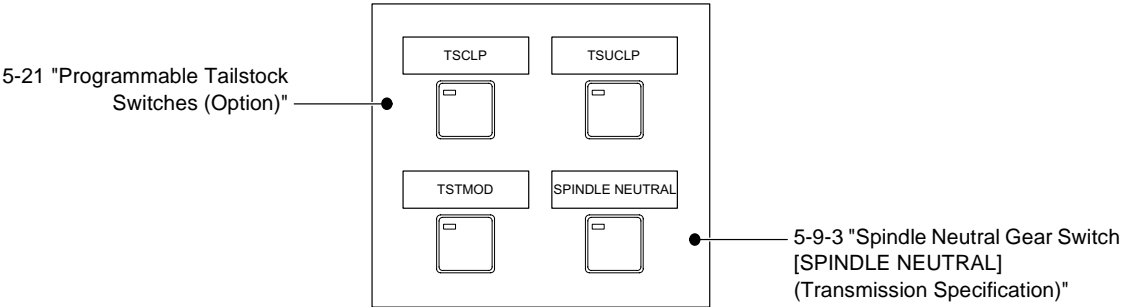 TSCLP
TSUCLP
5-21 "Programmable Tailstock
Switches (Option)"
TSTMOD
SPINDLE NEUTRAL
5-9-3 "Spindle Neutral Gear Switch
[SPINDLE NEUTRAL]
(Transmission Specification)"